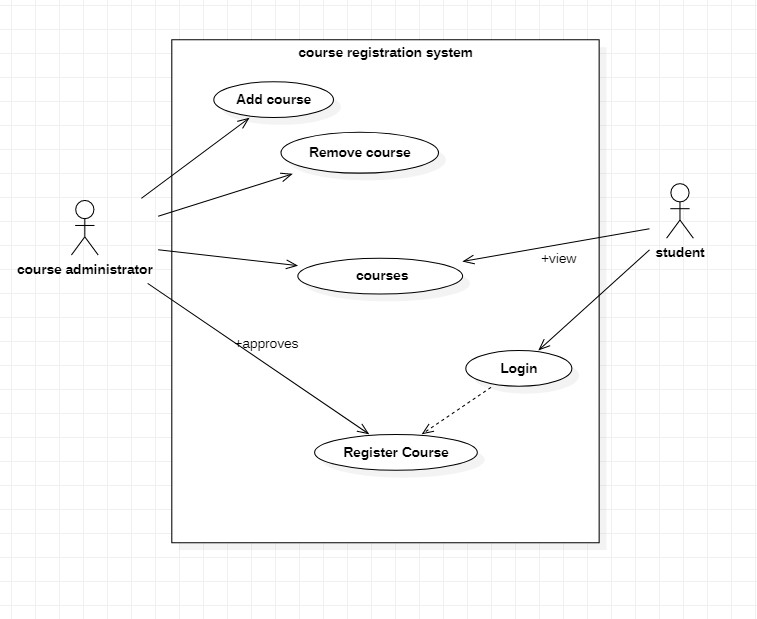 course registration system
Add course
Remove course
course administrator
student
courses
+view
+approves
Login
Register Course